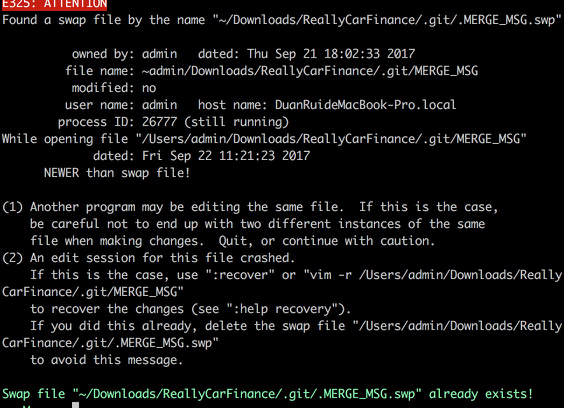 E325: ATTENTION
Found a swap file by the name "~/Downloads/ReallyCarFinance/.git/.MERGE_MSG.swp"
owned by: admin   dated: Thu Sep 21 18:02:33 2017
file name: ~admin/Downloads/ReallyCarFinance/.git/MERGE_MSG
modified: no
user name: admin   host name: DuanRuideMacBook-Pro.local
process ID: 26777 (still running)
While opening file "/Users/admin/Downloads/ReallyCarFinance/.git/MERGE_MSG"
dated: Fri Sep 22 11:21:23 2017
NEWER than swap file!
(1) Another program may be editing the same file.  If this is the case,
be careful not to end up with two different instances of the same
file when making changes.  Quit, or continue with caution.
(2) An edit session for this file crashed.
If this is the case, use ":recover" or "vim -r /Users/admin/Downloads/Really
CarFinance/.git/MERGE_MSG"
to recover the changes (see ":help recovery").
If you did this already, delete the swap file "/Users/admin/Downloads/Really
CarFinance/.git/.MERGE_MSG.swp"
to avoid this message.
Swap file "~/Downloads/ReallyCarFinance/.git/.MERGE_MSG.swp" already exists!